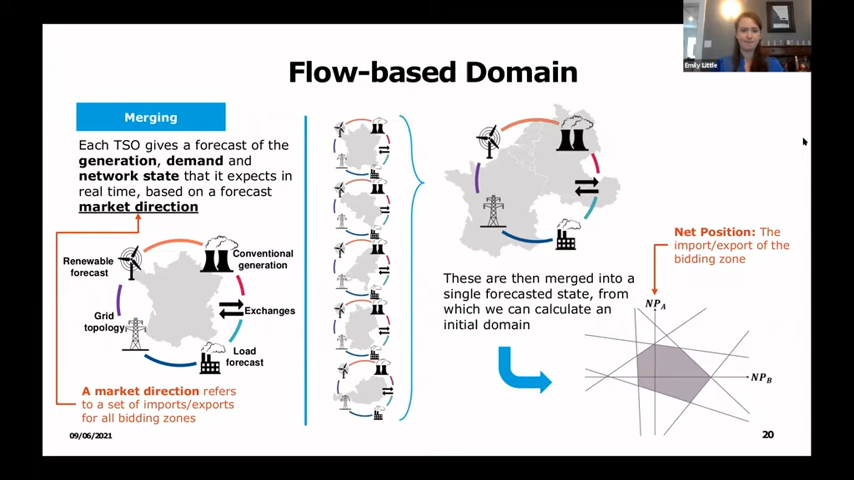 Emily Little
Flow-based Domain
Merging
Each TSO gives a forecast of the
generation, demand and
network state that it expects in
real time, based on a forecast
market direction
Renewable
forecast
Conventional
generation
Grid
topology
Exchanges
Load
forecast
A market direction refers
to a set of imports/exports
for all bidding zones
These are then merged into a
single forecasted state, from
which we can calculate an
initial domain
Net Position: The
import/export of the
bidding zone
NP_A
NP_B
09/06/2021
20